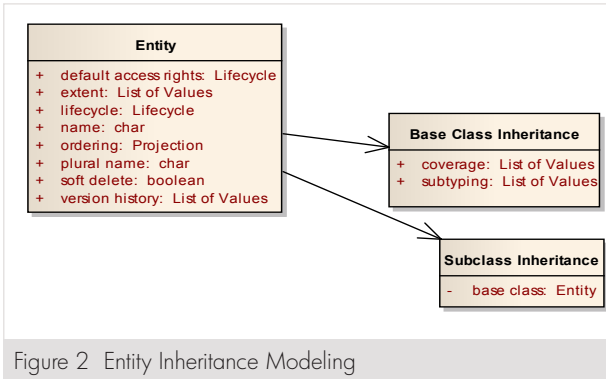 Entity
+ default access rights: Lifecycle
+ extent: List of Values
+ lifecycle: Lifecycle
+ name: char
+ ordering: Projection
+ plural name: char
+ soft delete: boolean
+ version history: List of Values
Base Class Inheritance
+ coverage: List of Values
+ subtyping: List of Values
Subclass Inheritance
- base class: Entity
Figure 2 Entity Inheritance Modeling